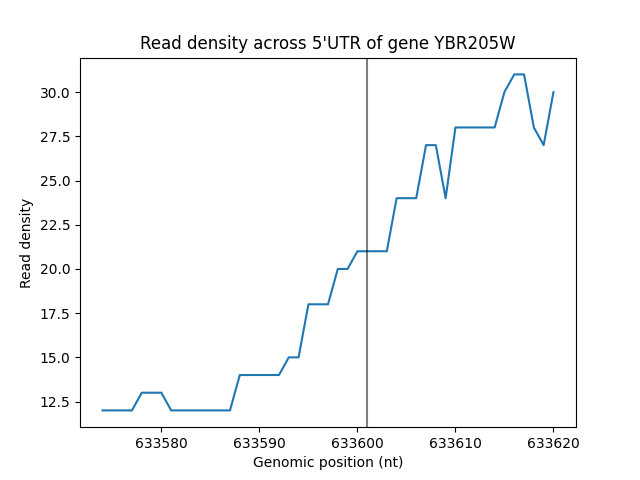 Read density across 5'UTR of gene YBR205W
30.0
27.5
25.0
22.5
20.0
17.5
15.0
12.5
Read density
633580 633590 633600 633610 633620
Genomic position (nt)